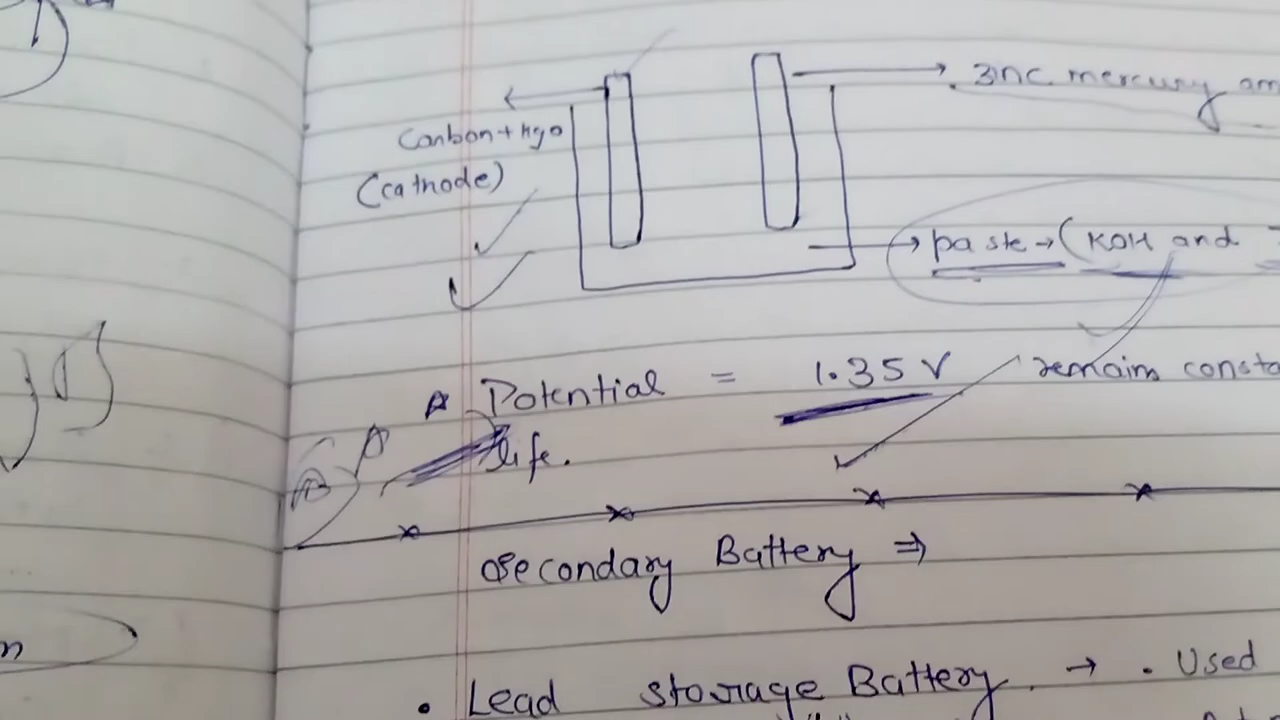 zinc mercury am
Carbon + HgO
(cathode)
paste → (KOH and
Potential = 1.35 V remain consta
life.
Secondary Battery ⇒
• Lead storage Battery → • Used